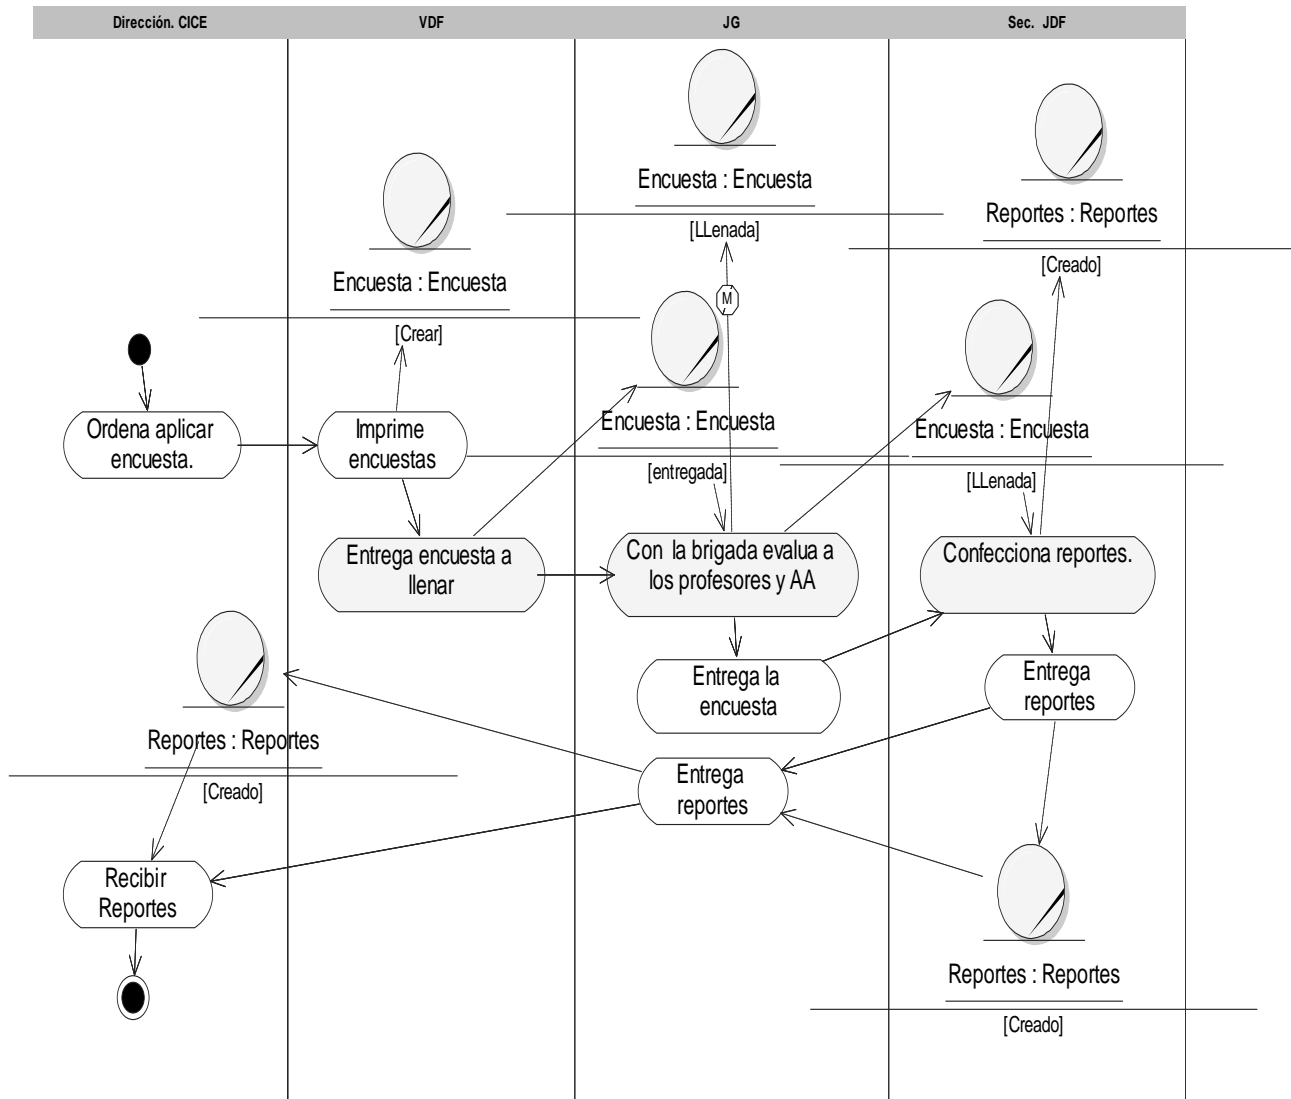 Dirección. CICE
VDF
JG
Sec. JDF
Encuesta : Encuesta
[LLenada]
Reportes : Reportes
[Creado]
Encuesta : Encuesta
[Crear]
M
Encuesta : Encuesta
[entregada]
Encuesta : Encuesta
[LLenada]
Ordena aplicar
encuesta.
Imprime
encuestas
Entrega encuesta a
llenar
Con la brigada evalua a
los profesores y AA
Confecciona reportes.
Entrega la
encuesta
Entrega
reportes
Reportes : Reportes
[Creado]
Entrega
reportes
Recibir
Reportes
Reportes : Reportes
[Creado]